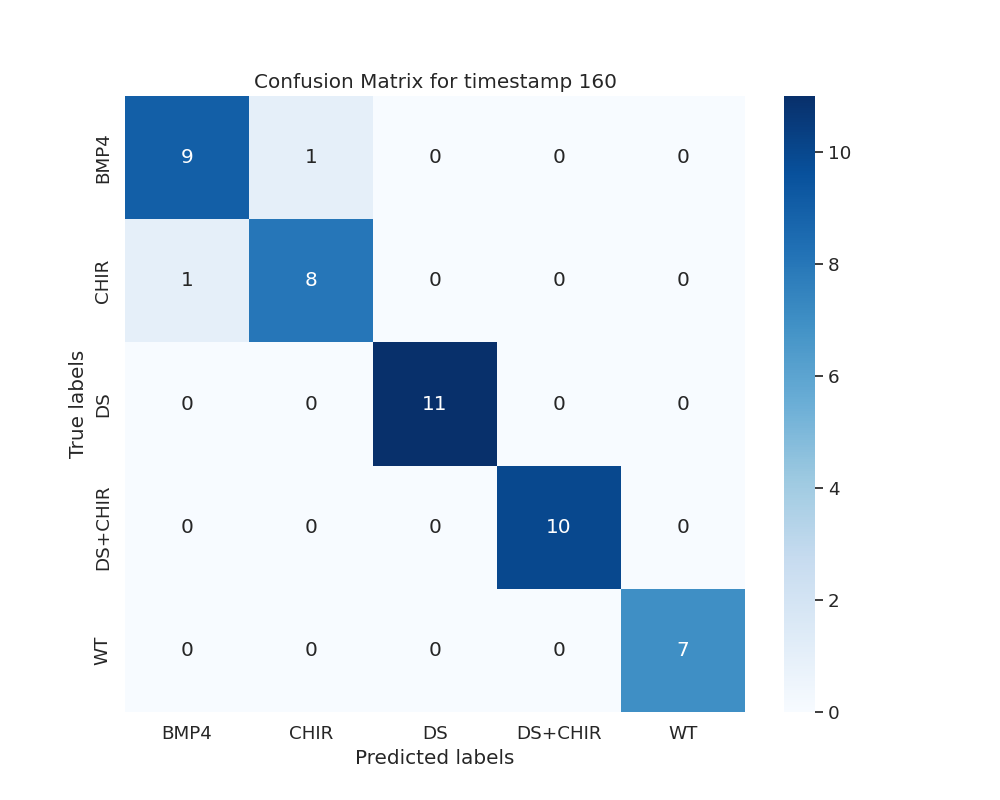 Confusion Matrix for timestamp 160
True labels
BMP4 9 1 0 0 0
CHIR 1 8 0 0 0
DS 0 0 11 0 0
DS+CHIR 0 0 0 10 0
WT 0 0 0 0 7
BMP4 CHIR DS DS+CHIR WT
Predicted labels
10
8
6
4
2
0